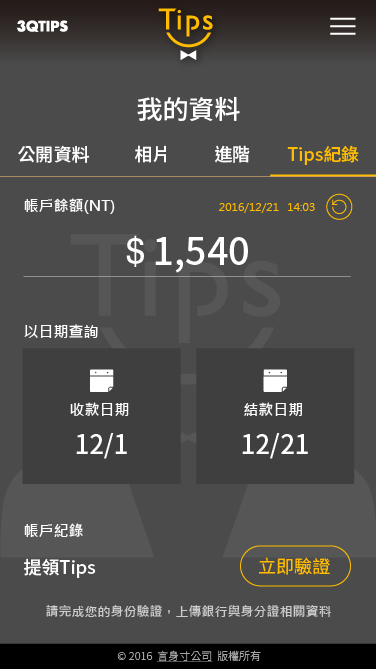 3QTIPS
Tips
我的資料
公開資料 相片 進階 Tips紀錄
帳戶餘額(NT) 2016/12/21 14:03
$ 1,540
以日期查詢
收款日期 結款日期
12/1 12/21
帳戶紀錄
提領Tips 立即驗證
請完成您的身份驗證，上傳銀行與身分證相關資料
© 2016 言身寸公司 版權所有